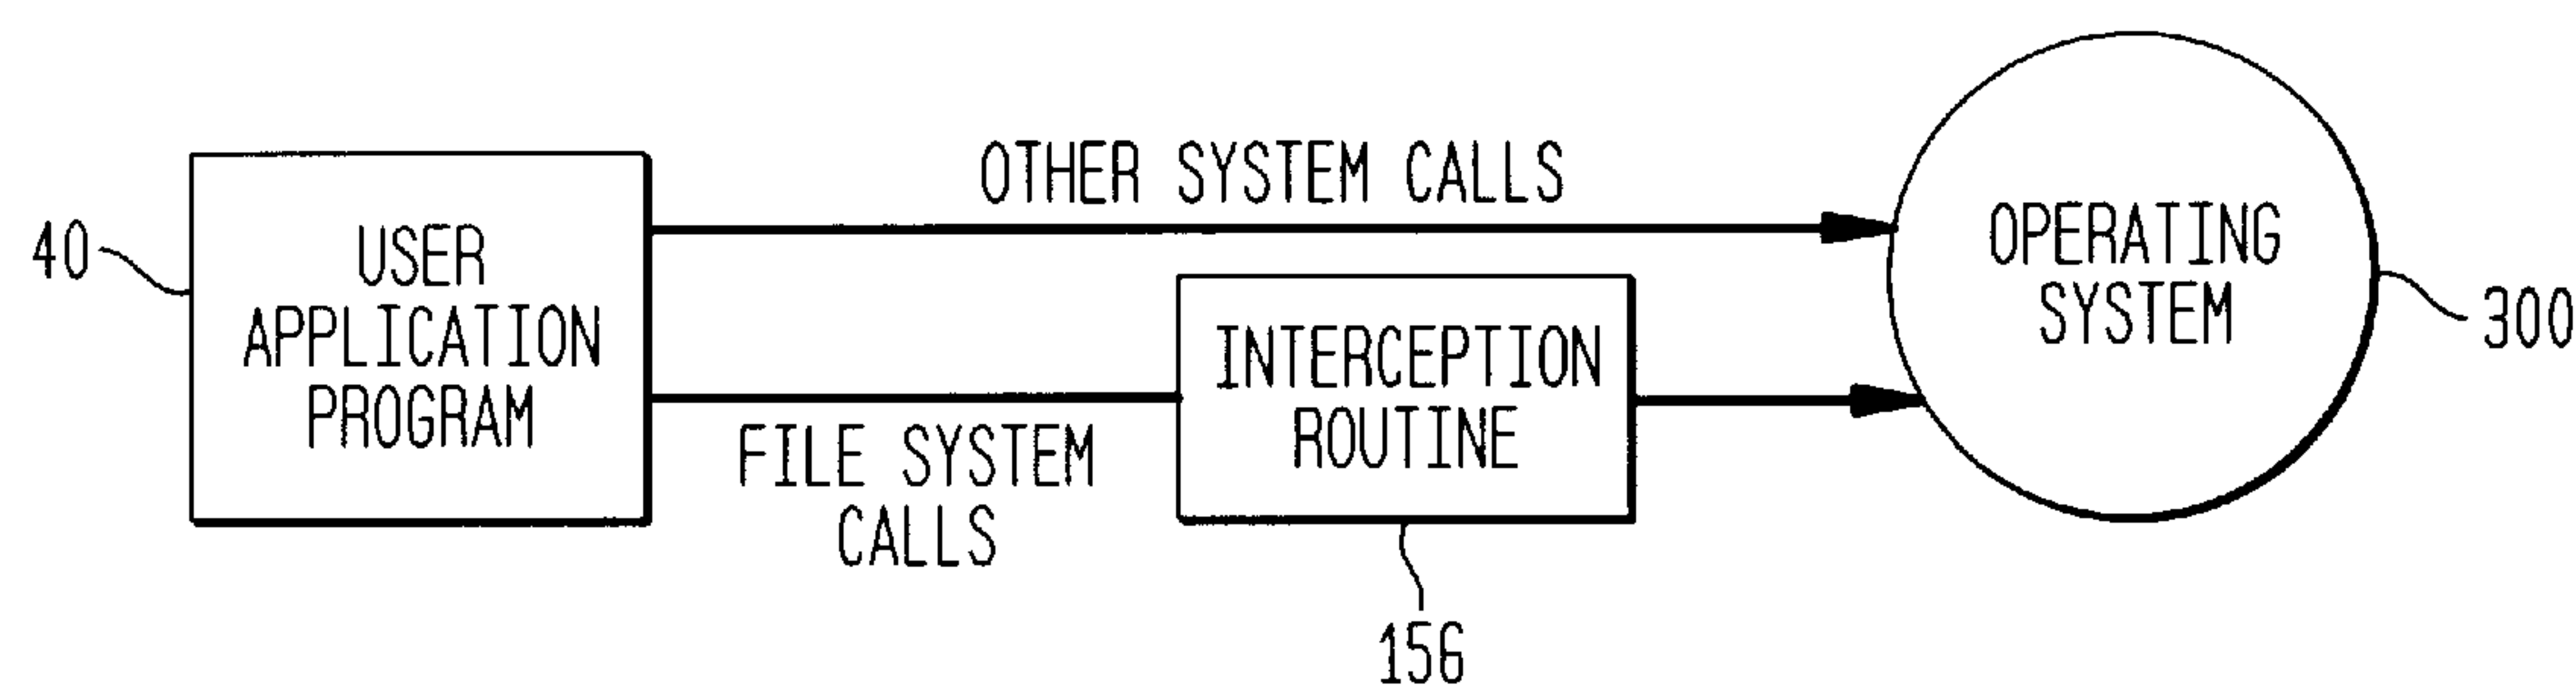 40
USER
APPLICATION
PROGRAM
OTHER SYSTEM CALLS
FILE SYSTEM
CALLS
INTERCEPTION
ROUTINE
156
OPERATING
SYSTEM
300